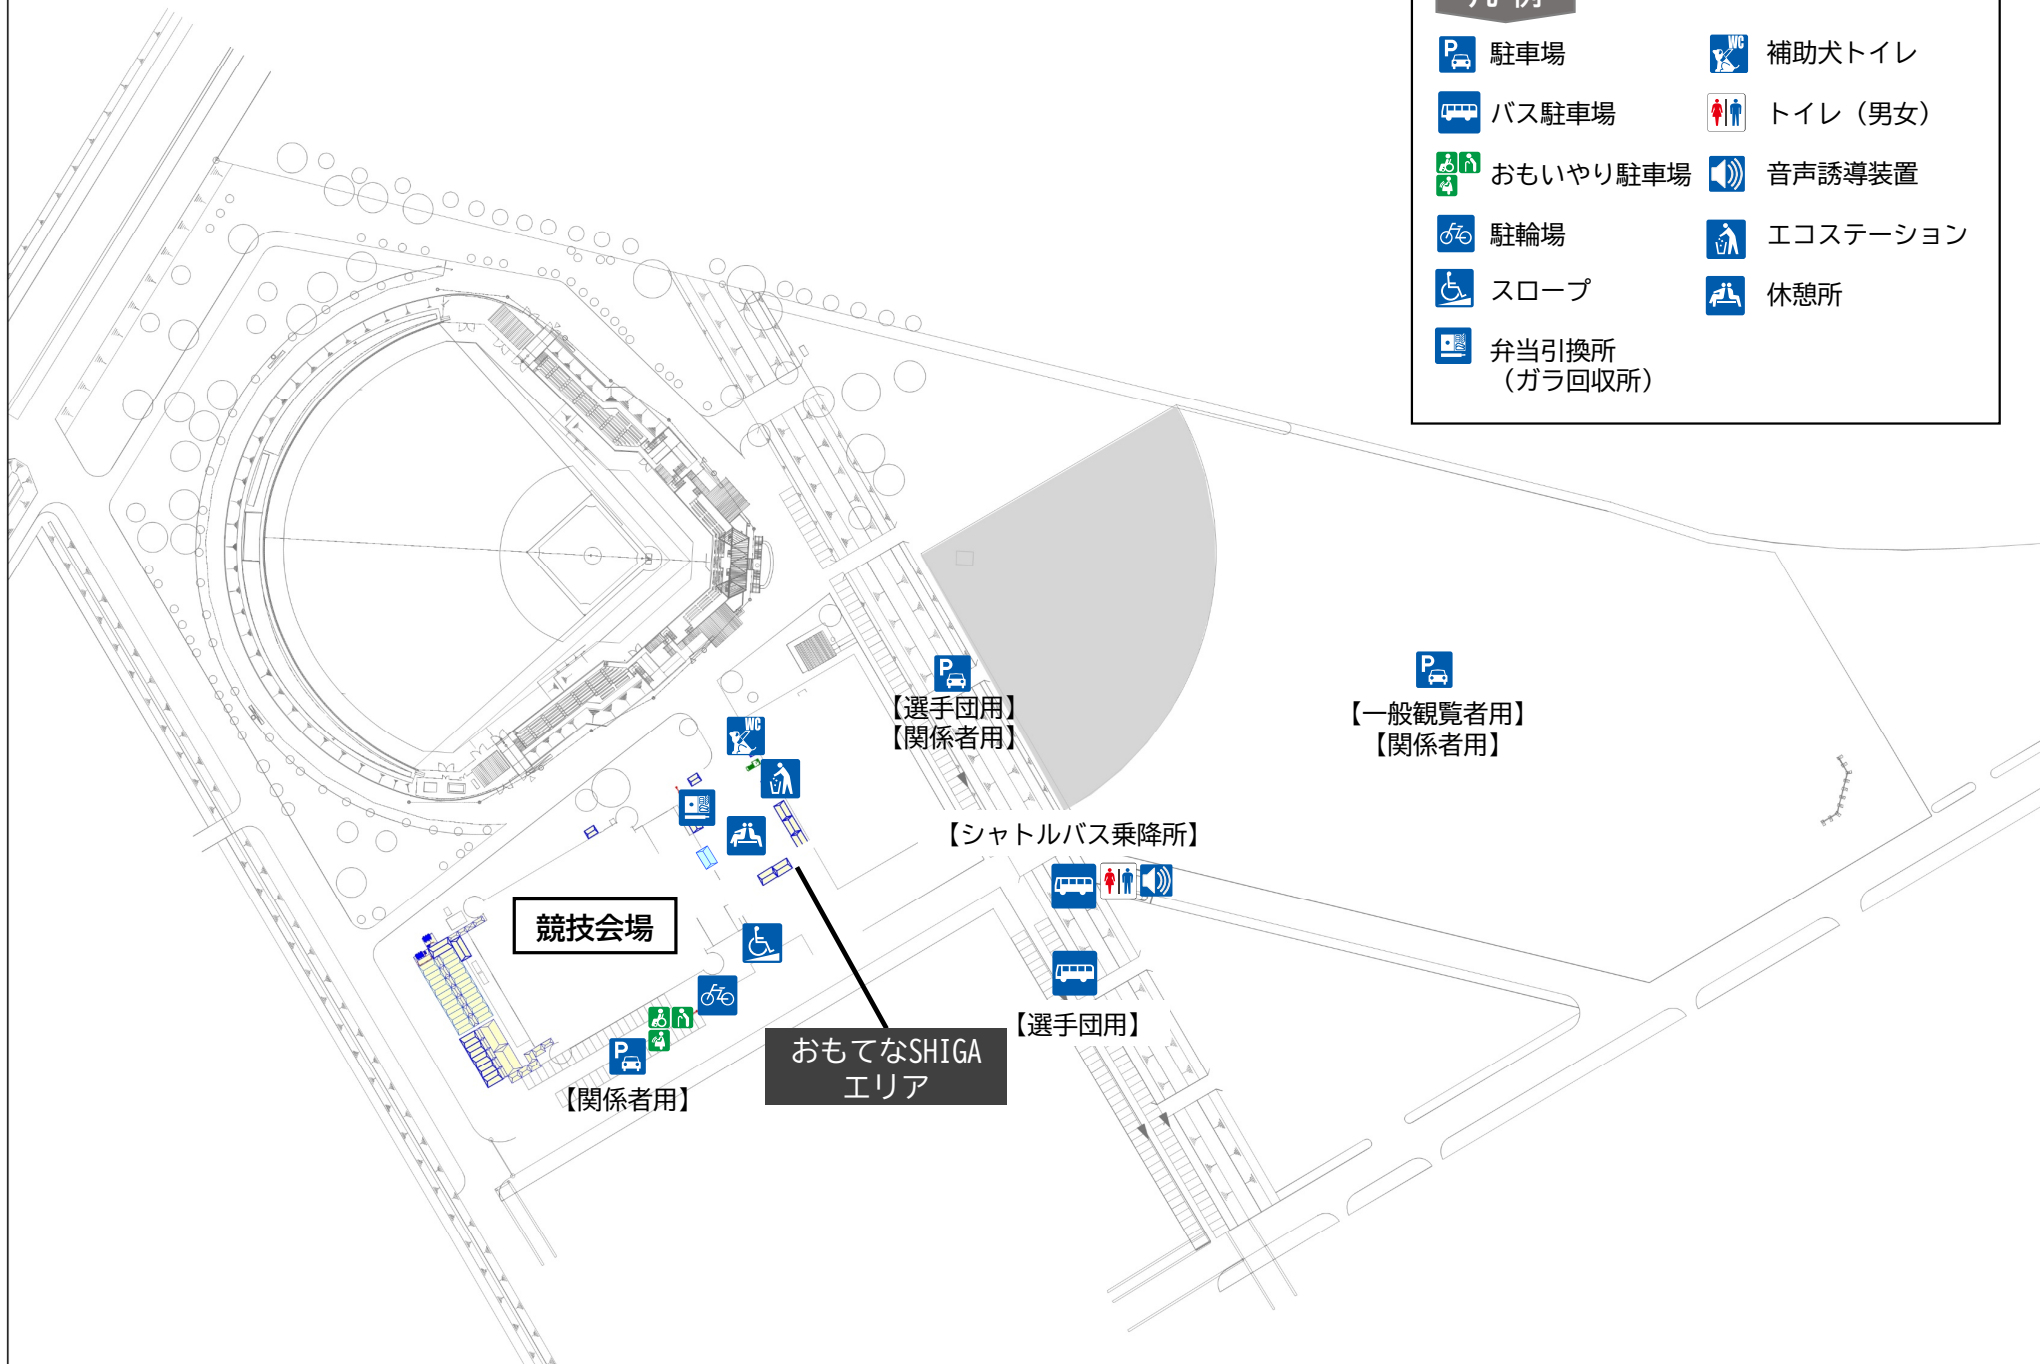 凡例
駐車場
補助犬トイレ
バス駐車場
トイレ（男女）
おもいやり駐車場
音声誘導装置
駐輪場
エコステーション
スロープ
休憩所
弁当引換所
（ガラ回収所）
P
WC
P
【選手団用】
【関係者用】
P
【一般観覧者用】
【関係者用】
WC
【シャトルバス乗降所】
競技会場
【選手団用】
おもてなSHIGA
エリア
P
【関係者用】